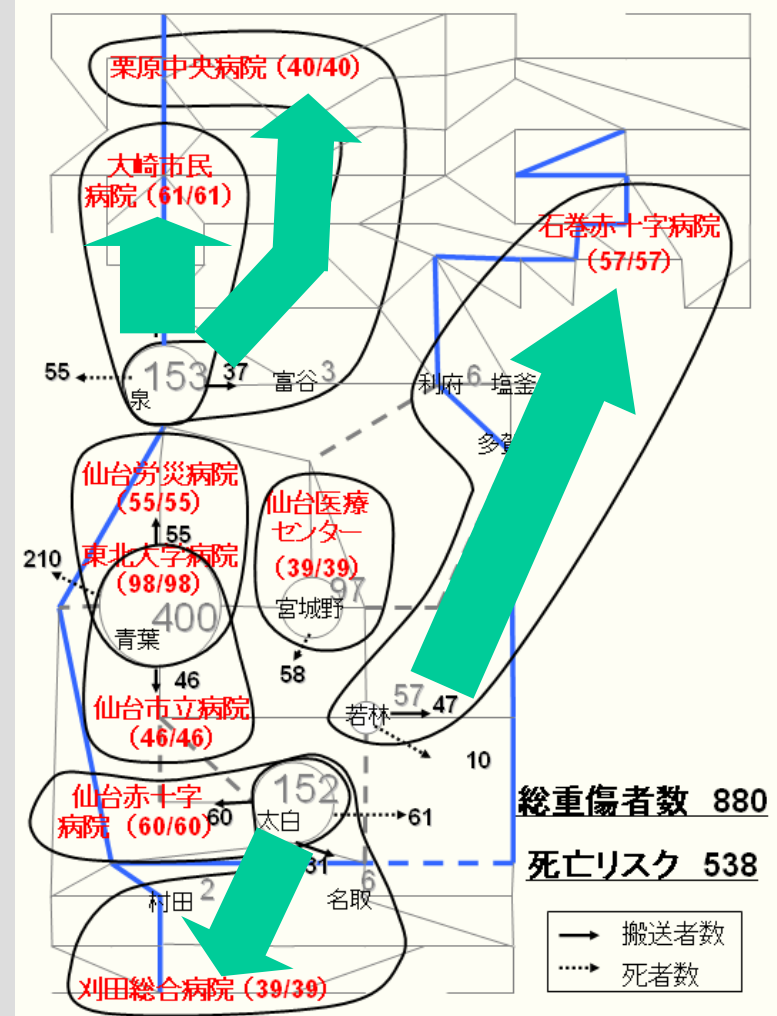 栗原中央病院（40/40）
大崎市民
病院（61/61）
石巻赤十字病院
（57/57）
55
153
37
泉
富谷 3
利府 6 塩釜
仙台労災病院
（55/55）
55
仙台医療
センター
（39/39）
東北大学病院
（98/98）
210
400
青葉
97
宮城野
58
46
仙台市立病院
（46/46）
57
47
若林
10
152
仙台赤十字
病院（60/60）
60
太白
61
総重傷者数 880
死亡リスク 538
村田 2
6
名取
搬送者数
死者数
刈田総合病院（39/39）